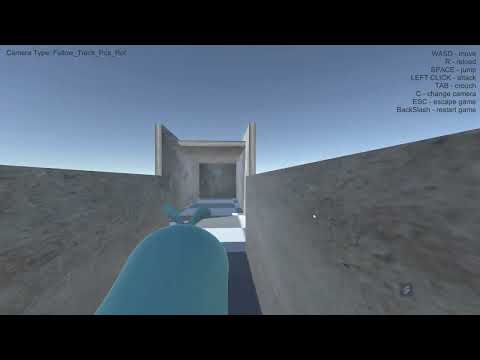 Camera Type: Follow_Track_Pos_Rot
WASD - move
R - reload
SPACE - jump
LEFT-CLICK - attack
TAB - crouch
C - change camera
ESC - escape game
BackSlash - restart game